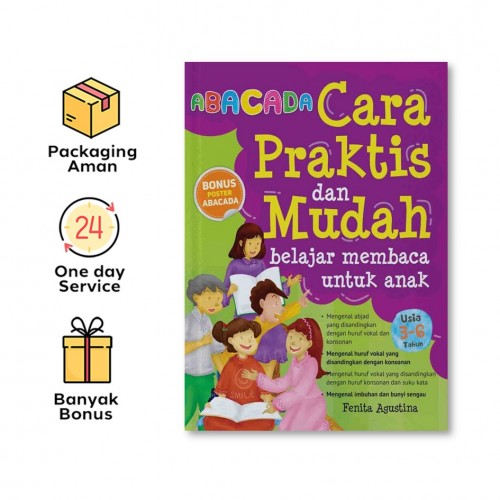 Packaging
Aman
24
One day
Service
Banyak
Bonus
ABACADA Cara
Praktis
dan
Mudah
belajar membaca
untuk anak
BONUS
POSTER
ABACADA
Usia
3-6
Tahun
• Mengenal abjad
yang disandingkan
dengan huruf vokal dan
konsonan
• Mengenal huruf vokal yang
disandingkan dengan konsonan
• Mengenal huruf vokal yang disandingkan
dengan huruf konsonan dan suku kata
• Mengenal imbuhan dan bunyi sengau
Fenita Agustina